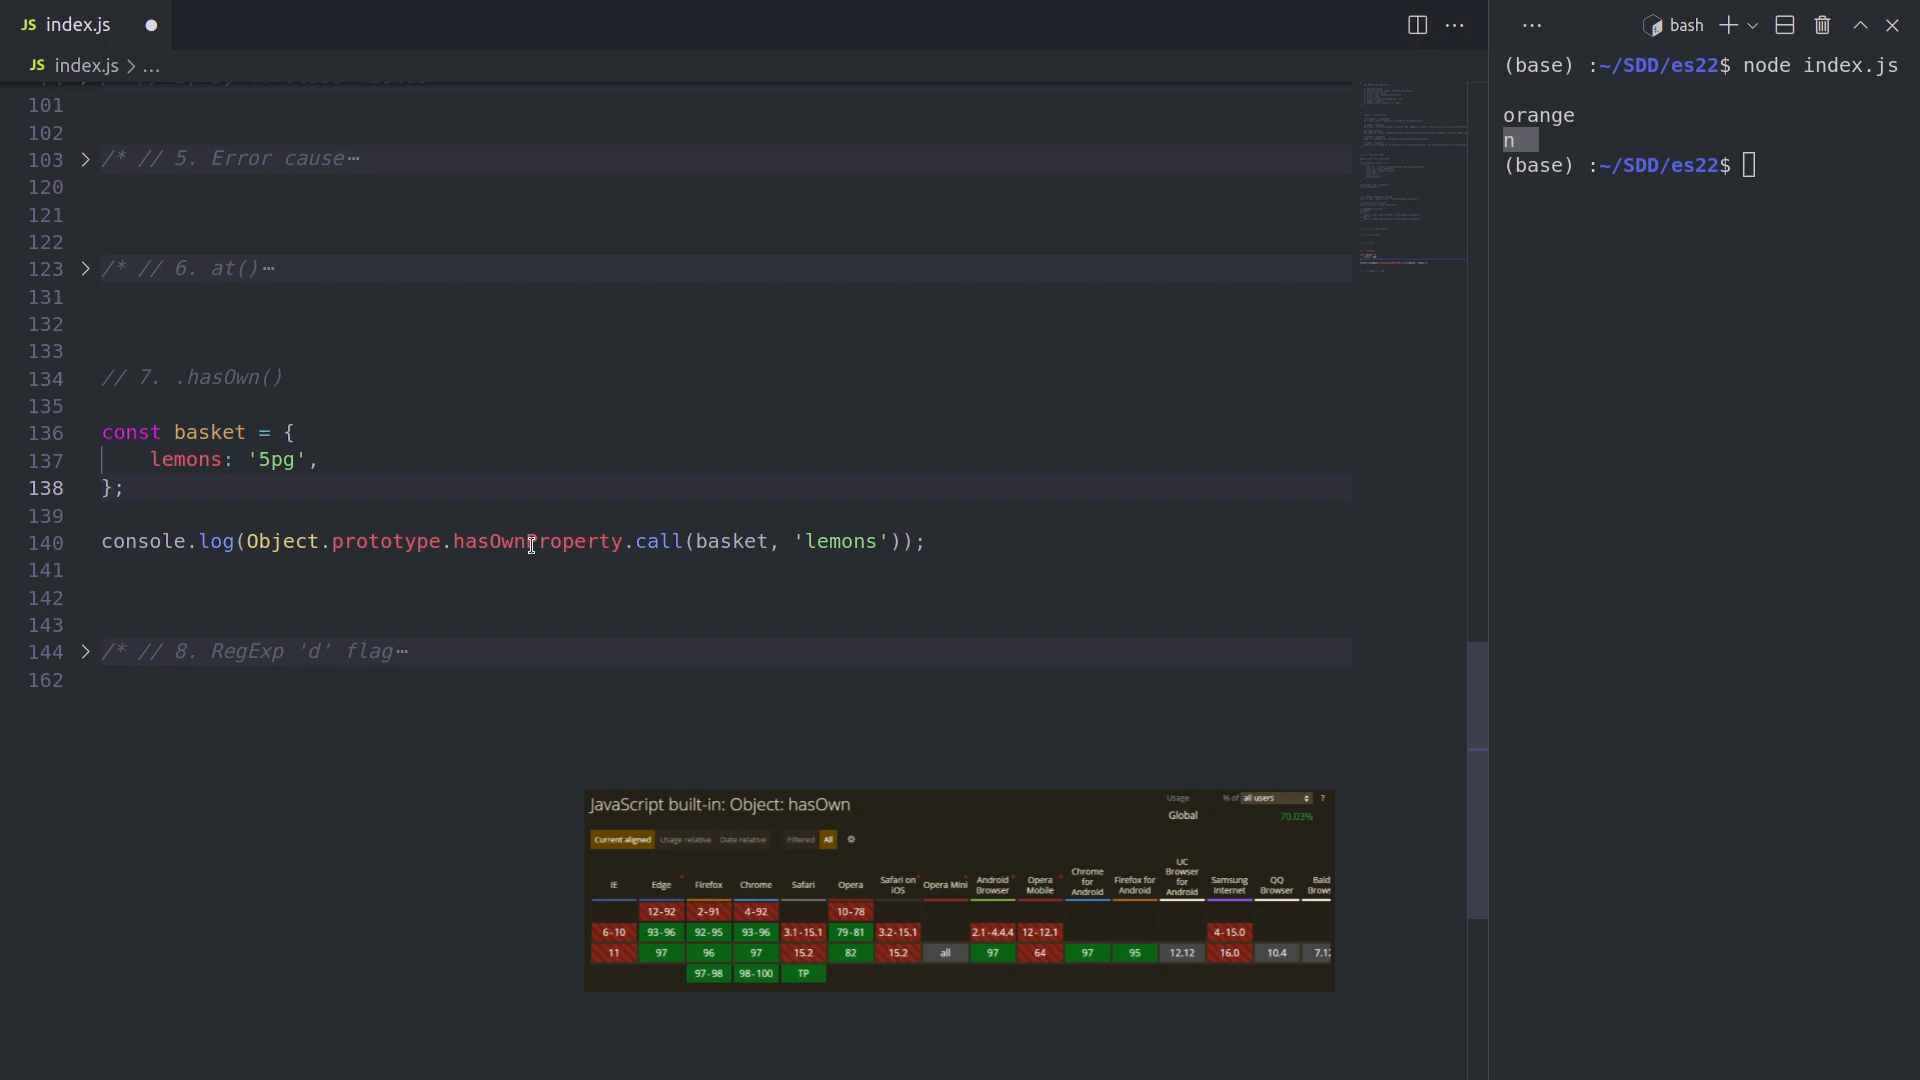 JS index.js
bash
JS index.js > ...
(base) :~/SDD/es22$ node index.js
orange
n
(base) :~/SDD/es22$
101
102
103 > /* // 5. Error cause⋯
120
121
122
123 > /* // 6. at()⋯
131
132
133
134 // 7. .hasOwn()
135
136 const basket = {
137 lemons: '5pg',
138 };
139
140 console.log(Object.prototype.hasOwnProperty.call(basket, 'lemons'));
141
142
143
144 > /* // 8. RegExp 'd' flag⋯
162
JavaScript built-in: Object: hasOwn
Usage % of all users ?
Global 70.03%
Current aligned Usage relative Date relative Filtered All
IE Edge Firefox Chrome Safari Opera Safari on iOS Opera Mini Android Browser Opera Mobile Chrome for Android Firefox for Android UC Browser for Android Samsung Internet QQ Browser
12-92 2-91 4-92 10-78
6-10 93-96 92-95 93-96 3.1-15.1 79-81 3.2-15.1 2.1-4.4.4 12-12.1 4-15.0
11 97 96 97 15.2 82 15.2 all 97 64 97 95 12.12 16.0 10.4
97-98 98-100 TP